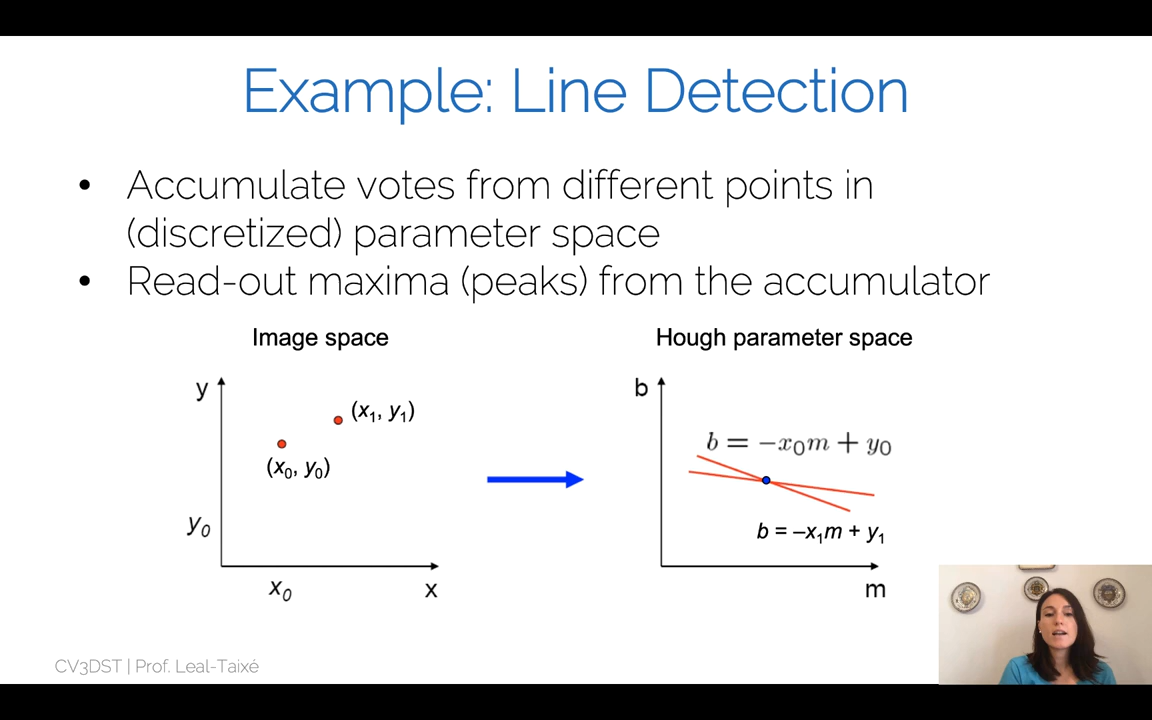 Example: Line Detection
• Accumulate votes from different points in
(discretized) parameter space
• Read-out maxima (peaks) from the accumulator
Image space
Hough parameter space
y
(x₁, y₁)
(x₀, y₀)
y₀
x₀
x
b
b = −x₀m + y₀
b = –x₁m + y₁
m
CV3DST | Prof. Leal-Taixé